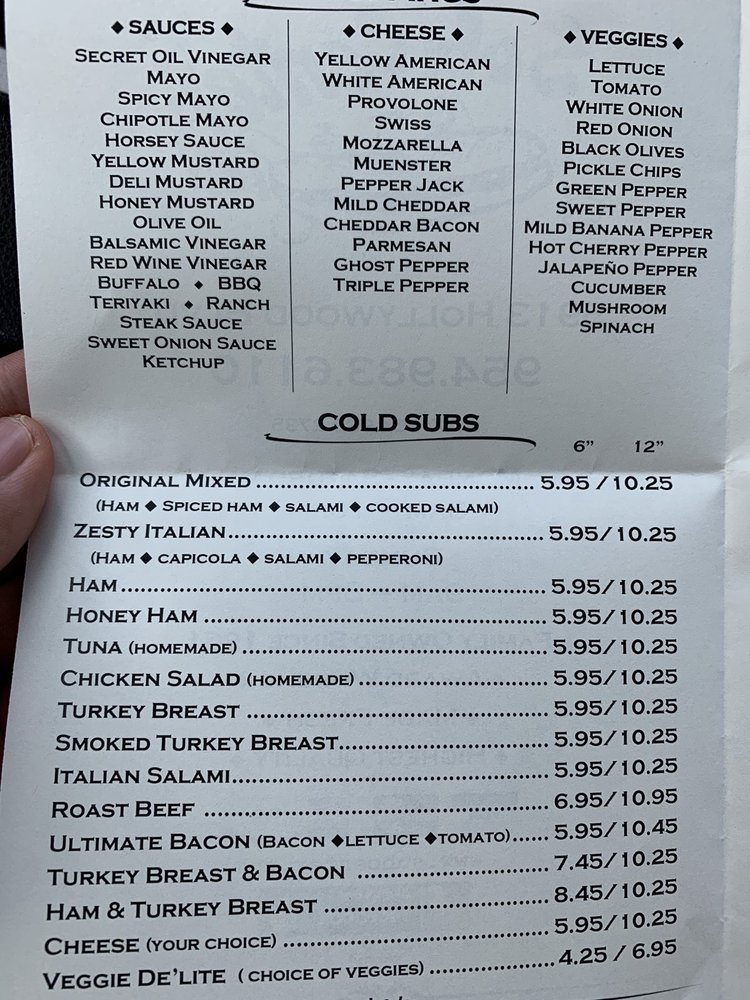 ◆ SAUCES ◆
SECRET OIL VINEGAR
MAYO
SPICY MAYO
CHIPOTLE MAYO
HORSEY SAUCE
YELLOW MUSTARD
DELI MUSTARD
HONEY MUSTARD
OLIVE OIL
BALSAMIC VINEGAR
RED WINE VINEGAR
BUFFALO ◆ BBQ
TERIYAKI ◆ RANCH
STEAK SAUCE
SWEET ONION SAUCE
KETCHUP
◆ CHEESE ◆
YELLOW AMERICAN
WHITE AMERICAN
PROVOLONE
SWISS
MOZZARELLA
MUENSTER
PEPPER JACK
MILD CHEDDAR
CHEDDAR BACON
PARMESAN
GHOST PEPPER
TRIPLE PEPPER
◆ VEGGIES ◆
LETTUCE
TOMATO
WHITE ONION
RED ONION
BLACK OLIVES
PICKLE CHIPS
GREEN PEPPER
SWEET PEPPER
MILD BANANA PEPPER
HOT CHERRY PEPPER
JALAPEÑO PEPPER
CUCUMBER
MUSHROOM
SPINACH
COLD SUBS
6" 12"
ORIGINAL MIXED ........ 5.95 / 10.25
(HAM ◆ SPICED HAM ◆ SALAMI ◆ COOKED SALAMI)
ZESTY ITALIAN ........ 5.95/10.25
(HAM ◆ CAPICOLA ◆ SALAMI ◆ PEPPERONI)
HAM ........ 5.95/10.25
HONEY HAM ........ 5.95/10.25
TUNA (HOMEMADE) ........ 5.95/10.25
CHICKEN SALAD (HOMEMADE) ........ 5.95/10.25
TURKEY BREAST ........ 5.95/10.25
SMOKED TURKEY BREAST ........ 5.95/10.25
ITALIAN SALAMI ........ 5.95/10.25
ROAST BEEF ........ 6.95/10.95
ULTIMATE BACON (BACON ◆LETTUCE ◆TOMATO) ...... 5.95/10.45
TURKEY BREAST & BACON ........ 7.45/10.25
HAM & TURKEY BREAST ........ 8.45/10.25
CHEESE (YOUR CHOICE) ........ 5.95/10.25
VEGGIE DE'LITE ( CHOICE OF VEGGIES) ........ 4.25 / 6.95